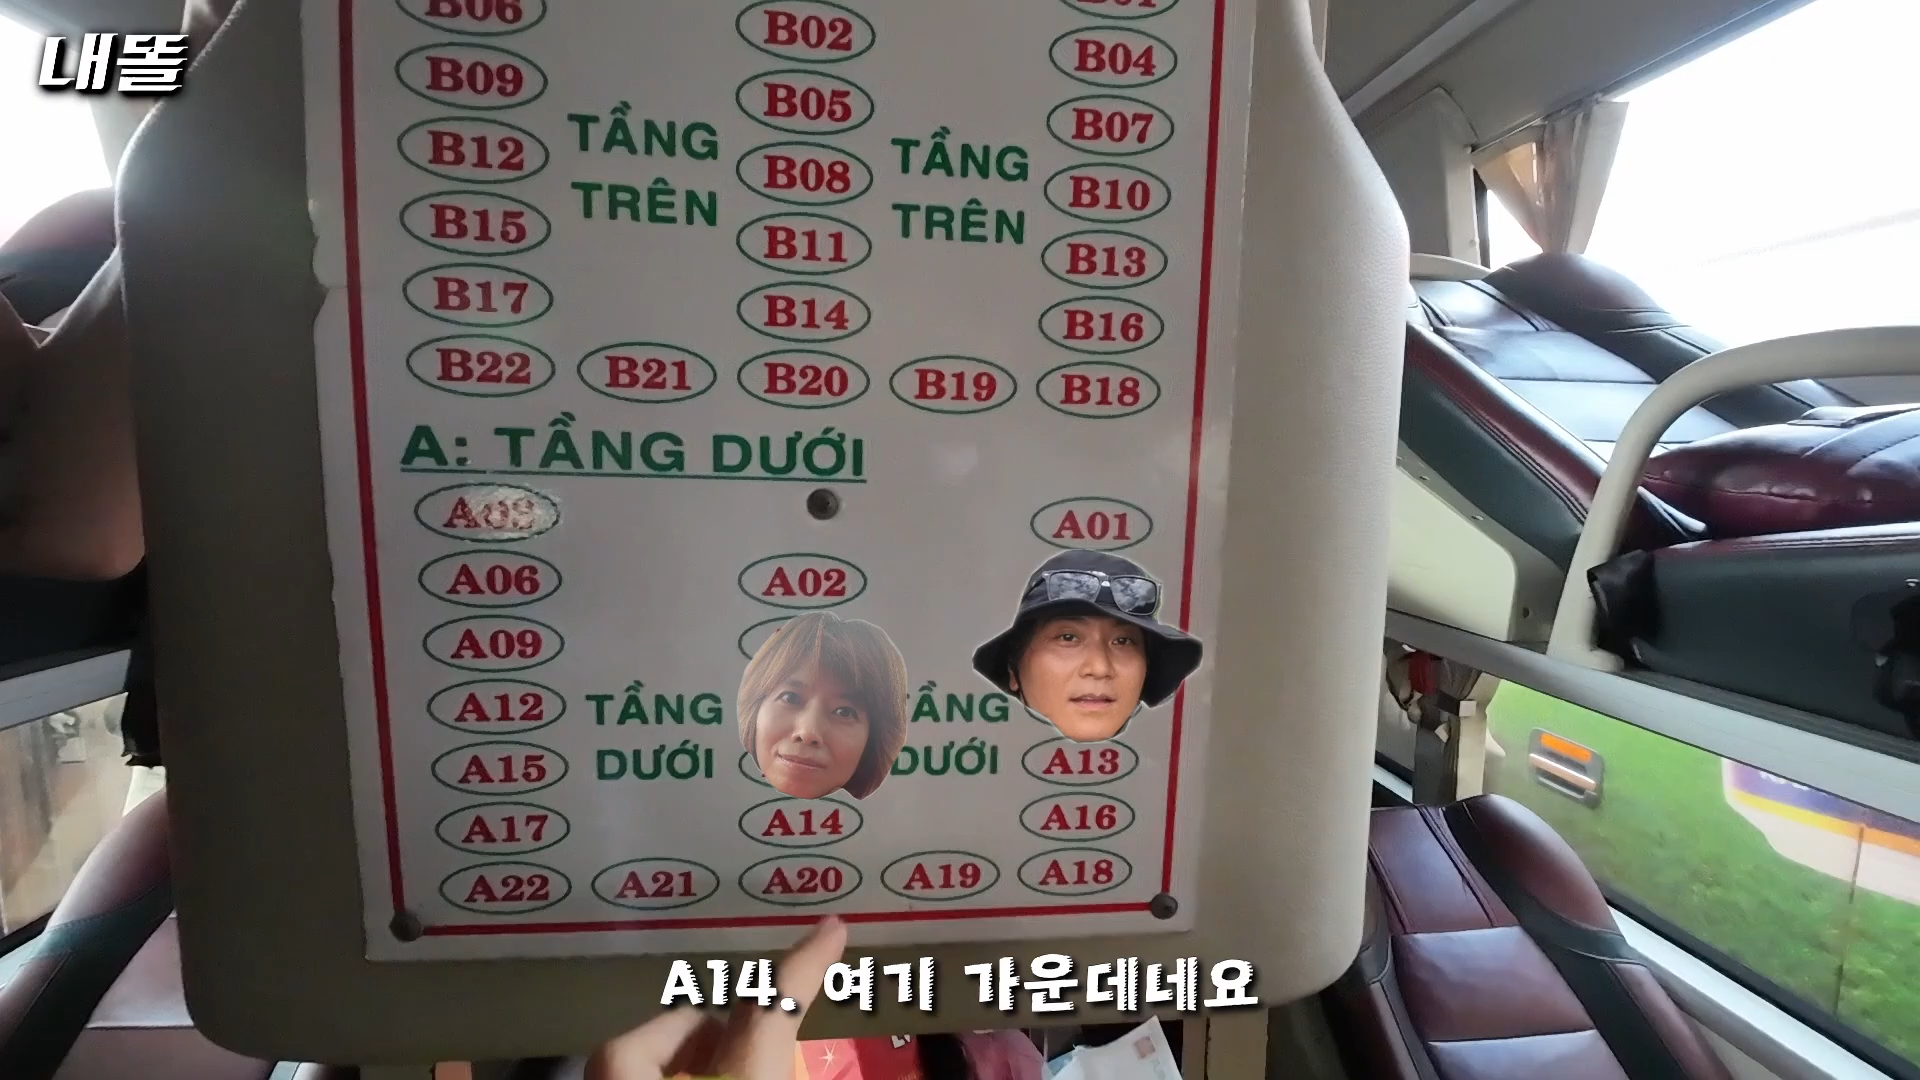 내똘
B06 B02 B01
B09 B05 B04
B12 TẦNG TRÊN B08 TẦNG TRÊN B07
B15 B11 B10
B17 B14 B13
B16
B22 B21 B20 B19 B18
A: TẦNG DƯỚI
A01
A06 A02
A09
A12 TẦNG DƯỚI TẦNG DƯỚI
A15 A13
A17 A14 A16
A22 A21 A20 A19 A18
A14. 여기 가운데네요